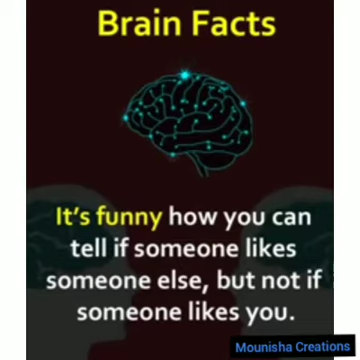 Brain Facts
It's funny how you can
tell if someone likes
someone else, but not if
someone likes you.
Mounisha Creations